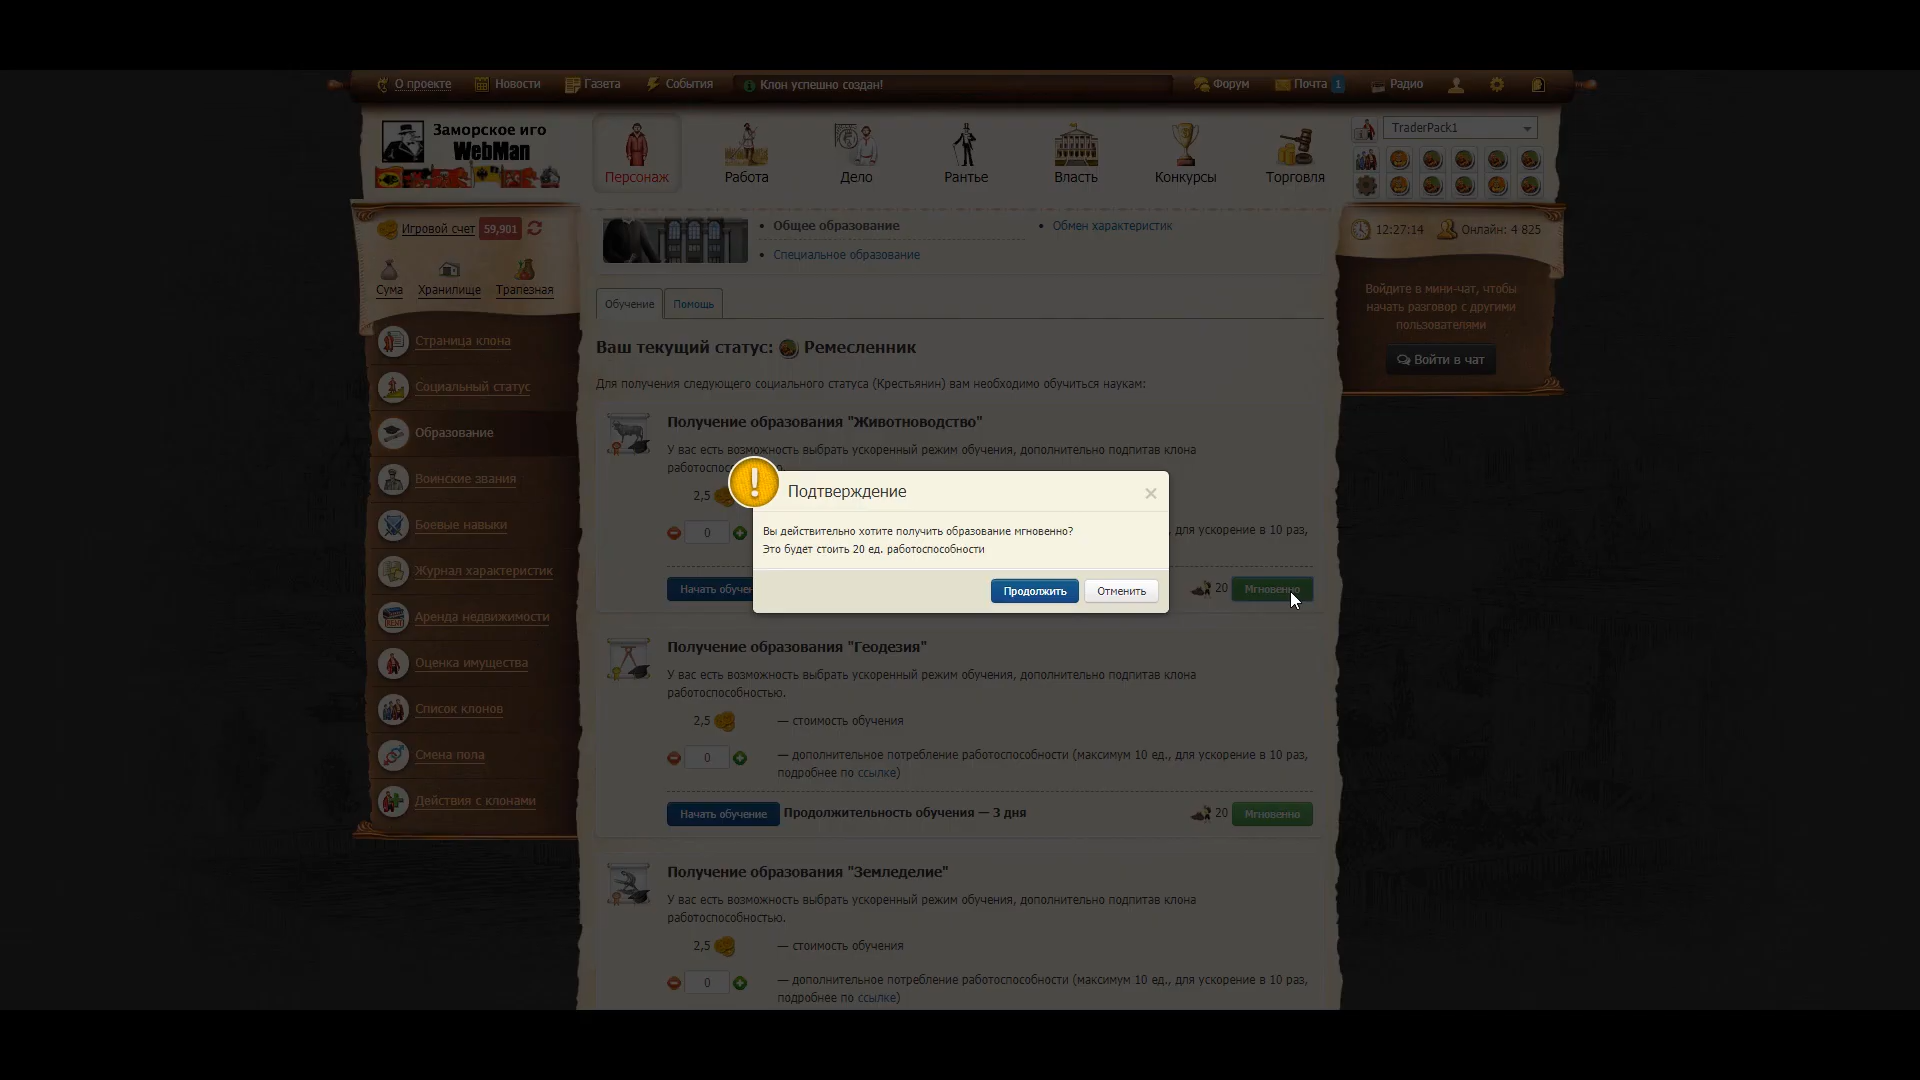 О проекте
Новости
Газета
События
Клон успешно создан!
Форум
Почта 1
Радио
Заморское иго
WebMan
Персонаж
Работа
Дело
Рантье
Власть
Конкурсы
Торговля
TraderPack1
Игровой счет 59,901
Сума
Хранилище
Трапезная
Страница клона
Социальный статус
Образование
Воинские звания
Боевые навыки
Журнал характеристик
Аренда недвижимости
Оценка имущества
Список клонов
Смена пола
Действия с клонами
Общее образование
Обмен характеристик
Специальное образование
Обучение
Помощь
Ваш текущий статус: Ремесленник
Для получения следующего социального статуса (Крестьянин) вам необходимо обучиться наукам:
Получение образования "Животноводство"
У вас есть возможность выбрать ускоренный режим обучения, дополнительно подпитав клона
2,5
0
для ускорение в 10 раз,
20
Мгновенно
Подтверждение
Вы действительно хотите получить образование мгновенно?
Это будет стоить 20 ед. работоспособности
Продолжить
Отменить
Получение образования "Геодезия"
У вас есть возможность выбрать ускоренный режим обучения, дополнительно подпитав клона
работоспособностью.
2,5 — стоимость обучения
0 — дополнительное потребление работоспособности (максимум 10 ед., для ускорение в 10 раз,
подробнее по ссылке)
Начать обучение Продолжительность обучения — 3 дня 20 Мгновенно
Получение образования "Земледелие"
У вас есть возможность выбрать ускоренный режим обучения, дополнительно подпитав клона
работоспособностью.
2,5 — стоимость обучения
0 — дополнительное потребление работоспособности (максимум 10 ед., для ускорение в 10 раз,
подробнее по ссылке)
12:27:14
Онлайн: 4 825
Войдите в мини-чат, чтобы
начать разговор с другими
пользователями
Войти в чат